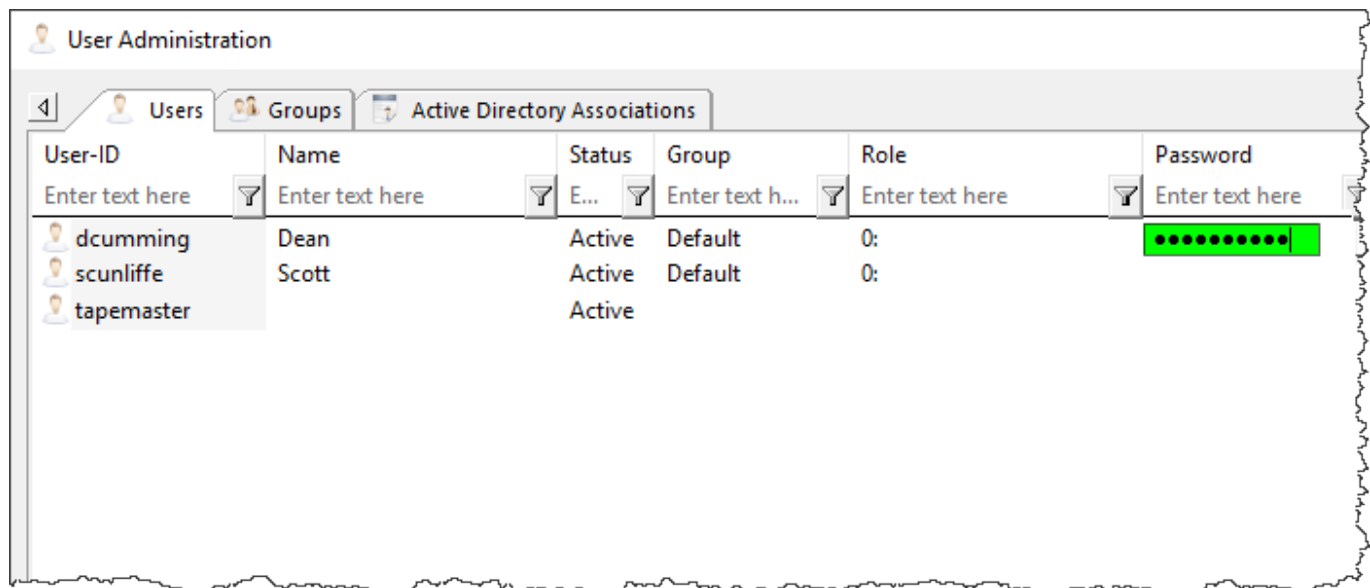 User Administration
Users Groups Active Directory Associations
User-ID Name Status Group Role Password
Enter text here Enter text here E... Enter text h... Enter text here Enter text here
dcumming Dean Active Default 0: ●●●●●●●●●●
scunliffe Scott Active Default 0:
tapemaster Active